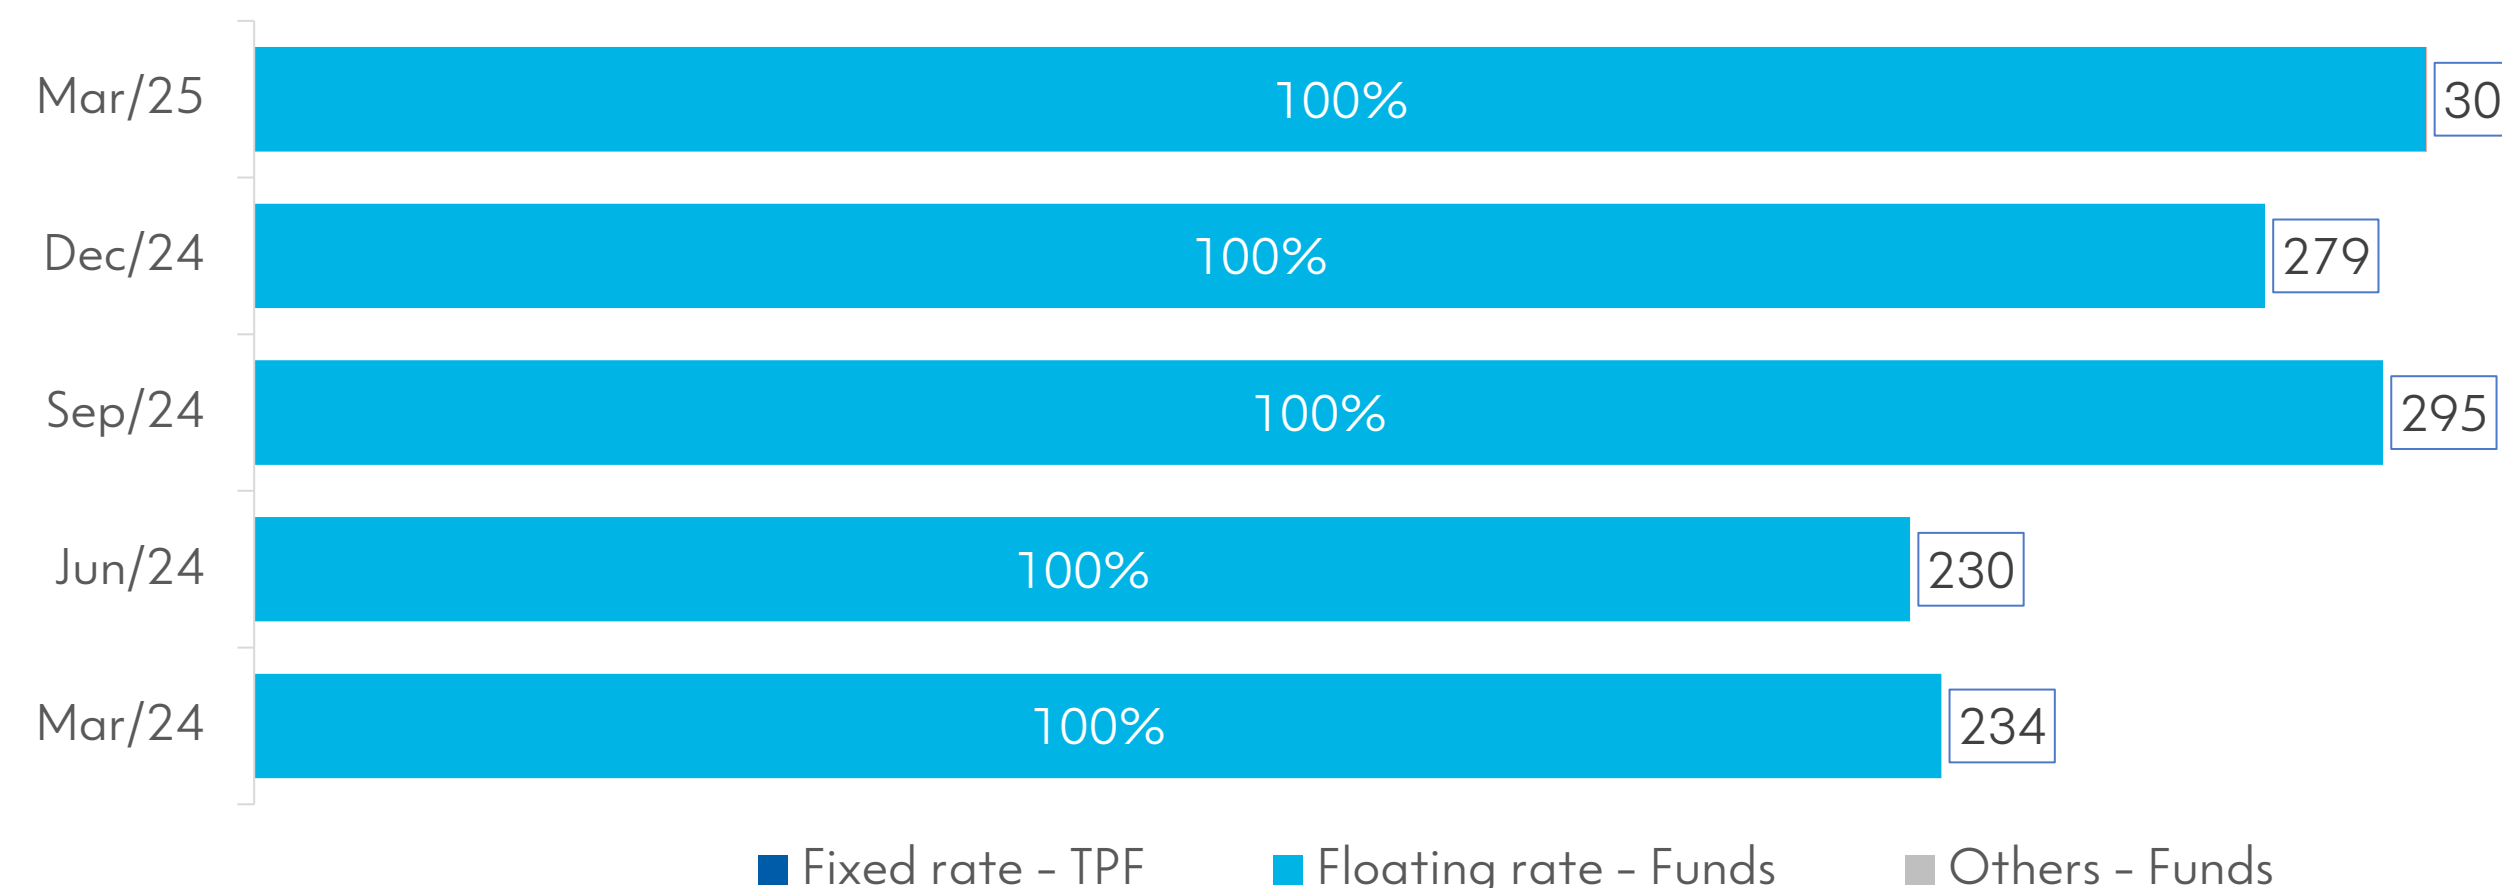 Mar/25 100% 30
Dec/24 100% 279
Sep/24 100% 295
Jun/24 100% 230
Mar/24 100% 234
Fixed rate – TPF Floating rate – Funds Others – Funds